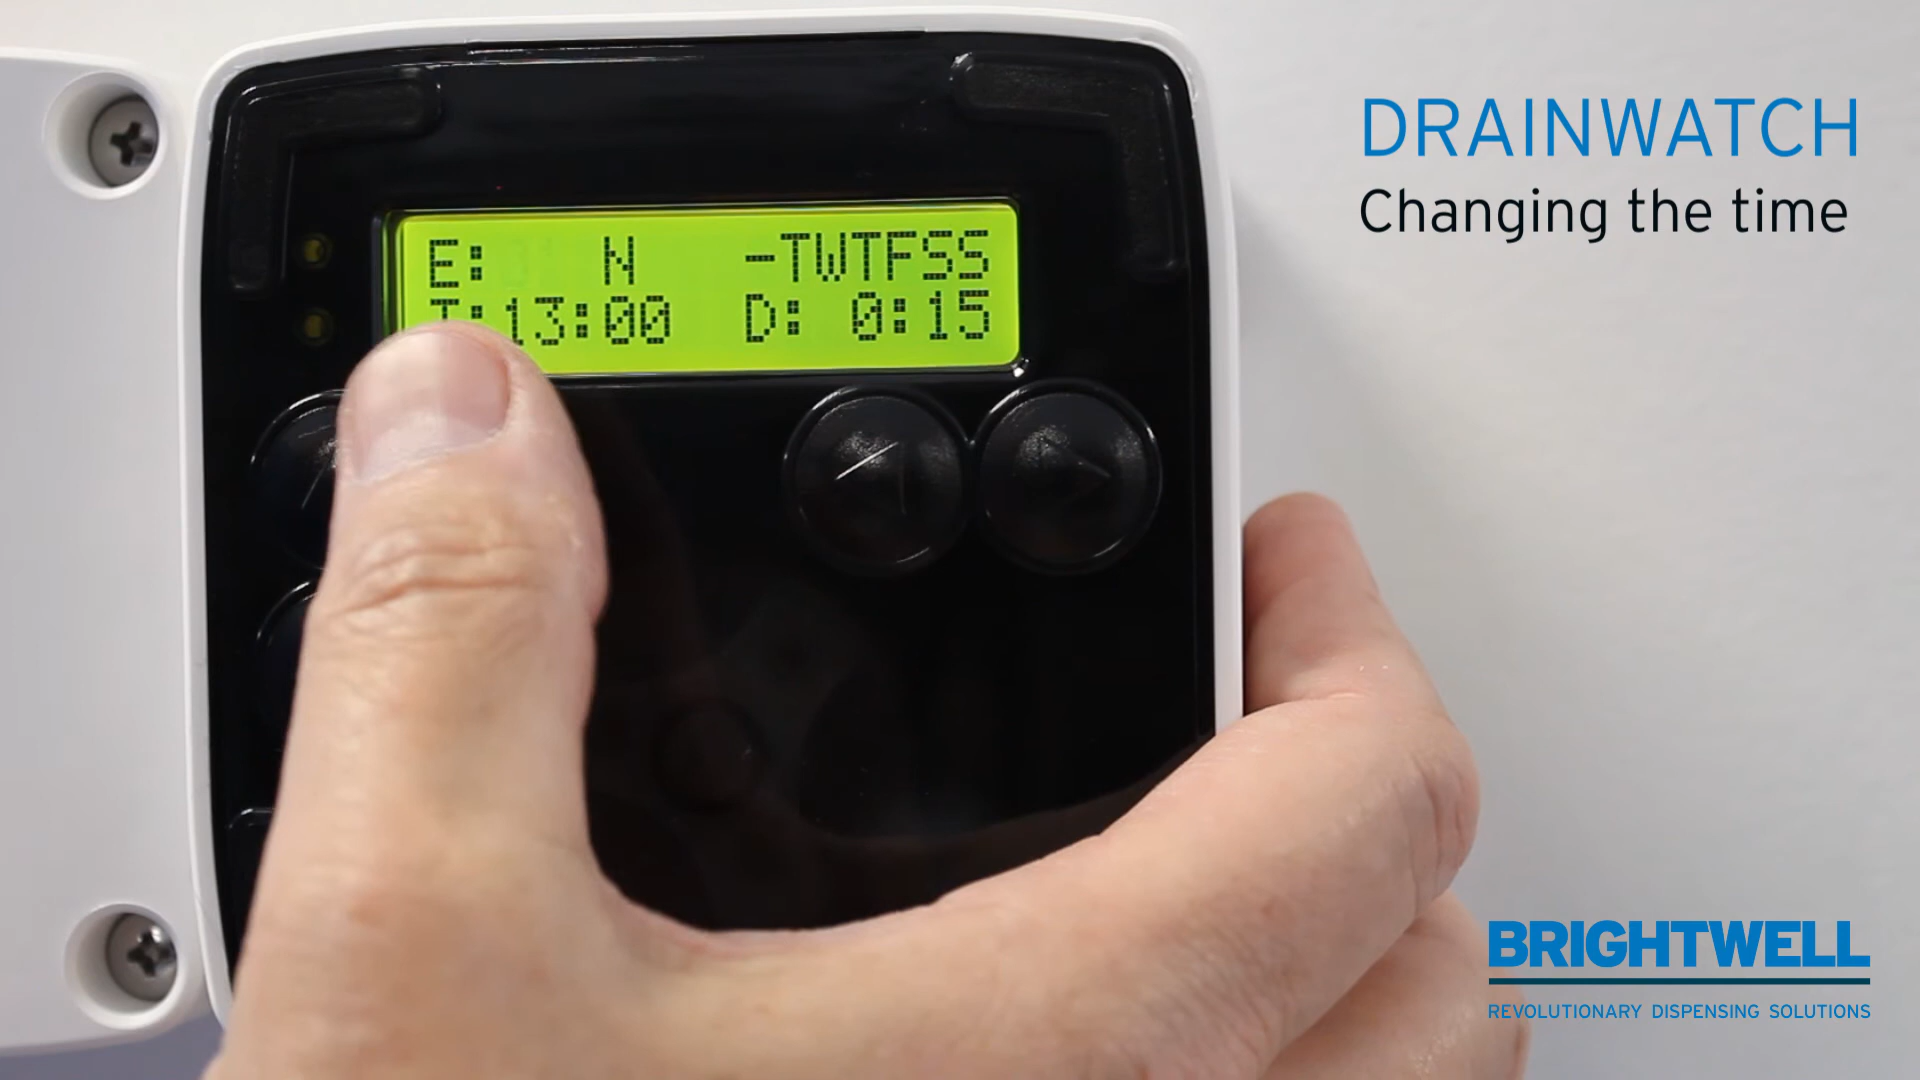 DRAINWATCH
Changing the time
E: N -TWTFSS
T:13:00 D: 0:15
BRIGHTWELL
REVOLUTIONARY DISPENSING SOLUTIONS